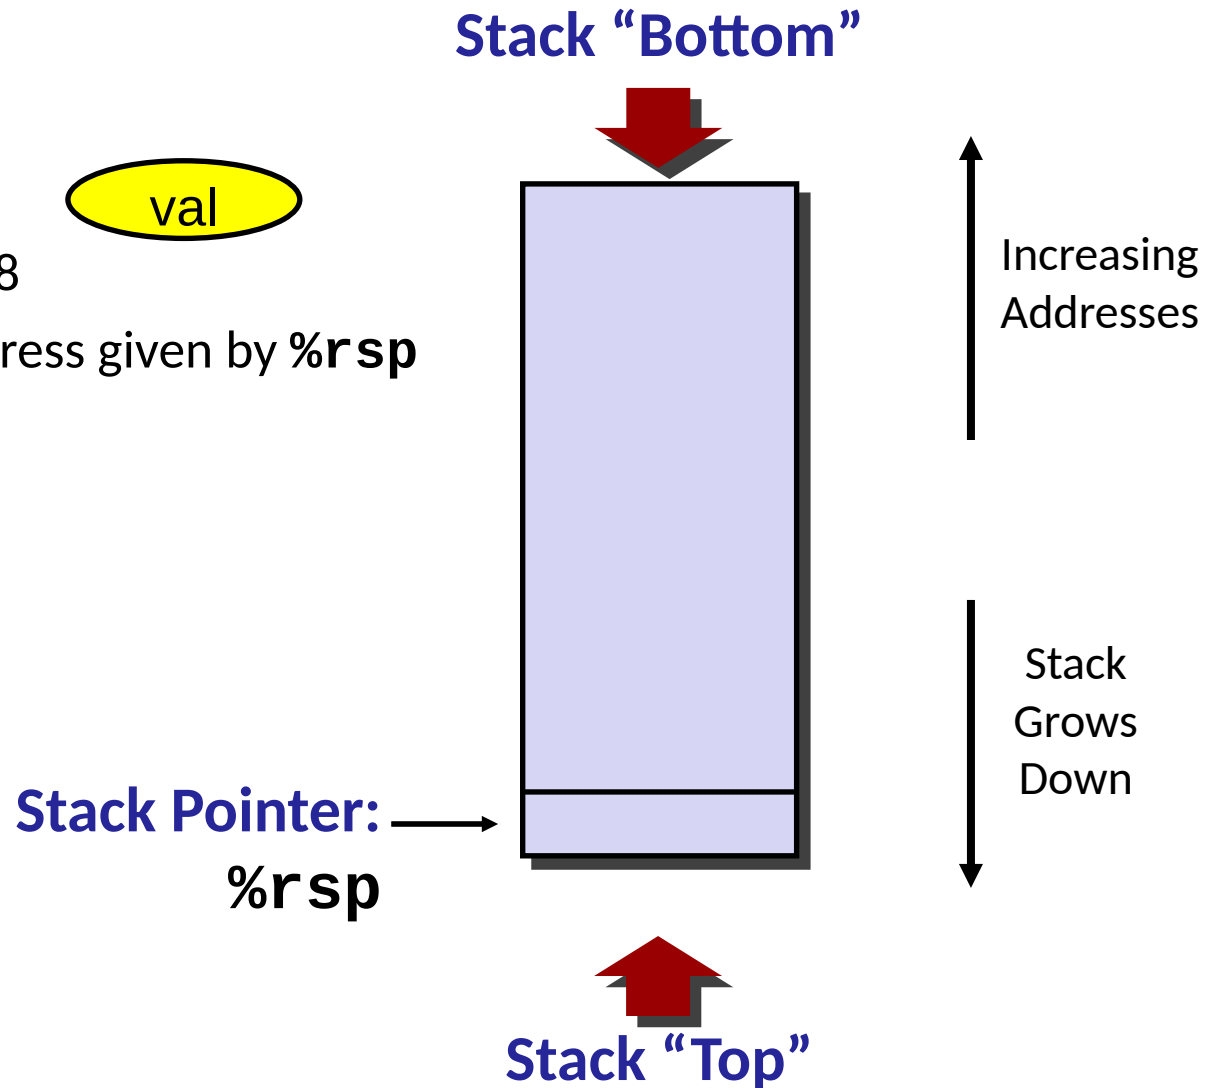 Stack “Bottom”
val
8
ress given by %rsp
Increasing
Addresses
Stack
Grows
Down
Stack Pointer:
%rsp
Stack “Top”